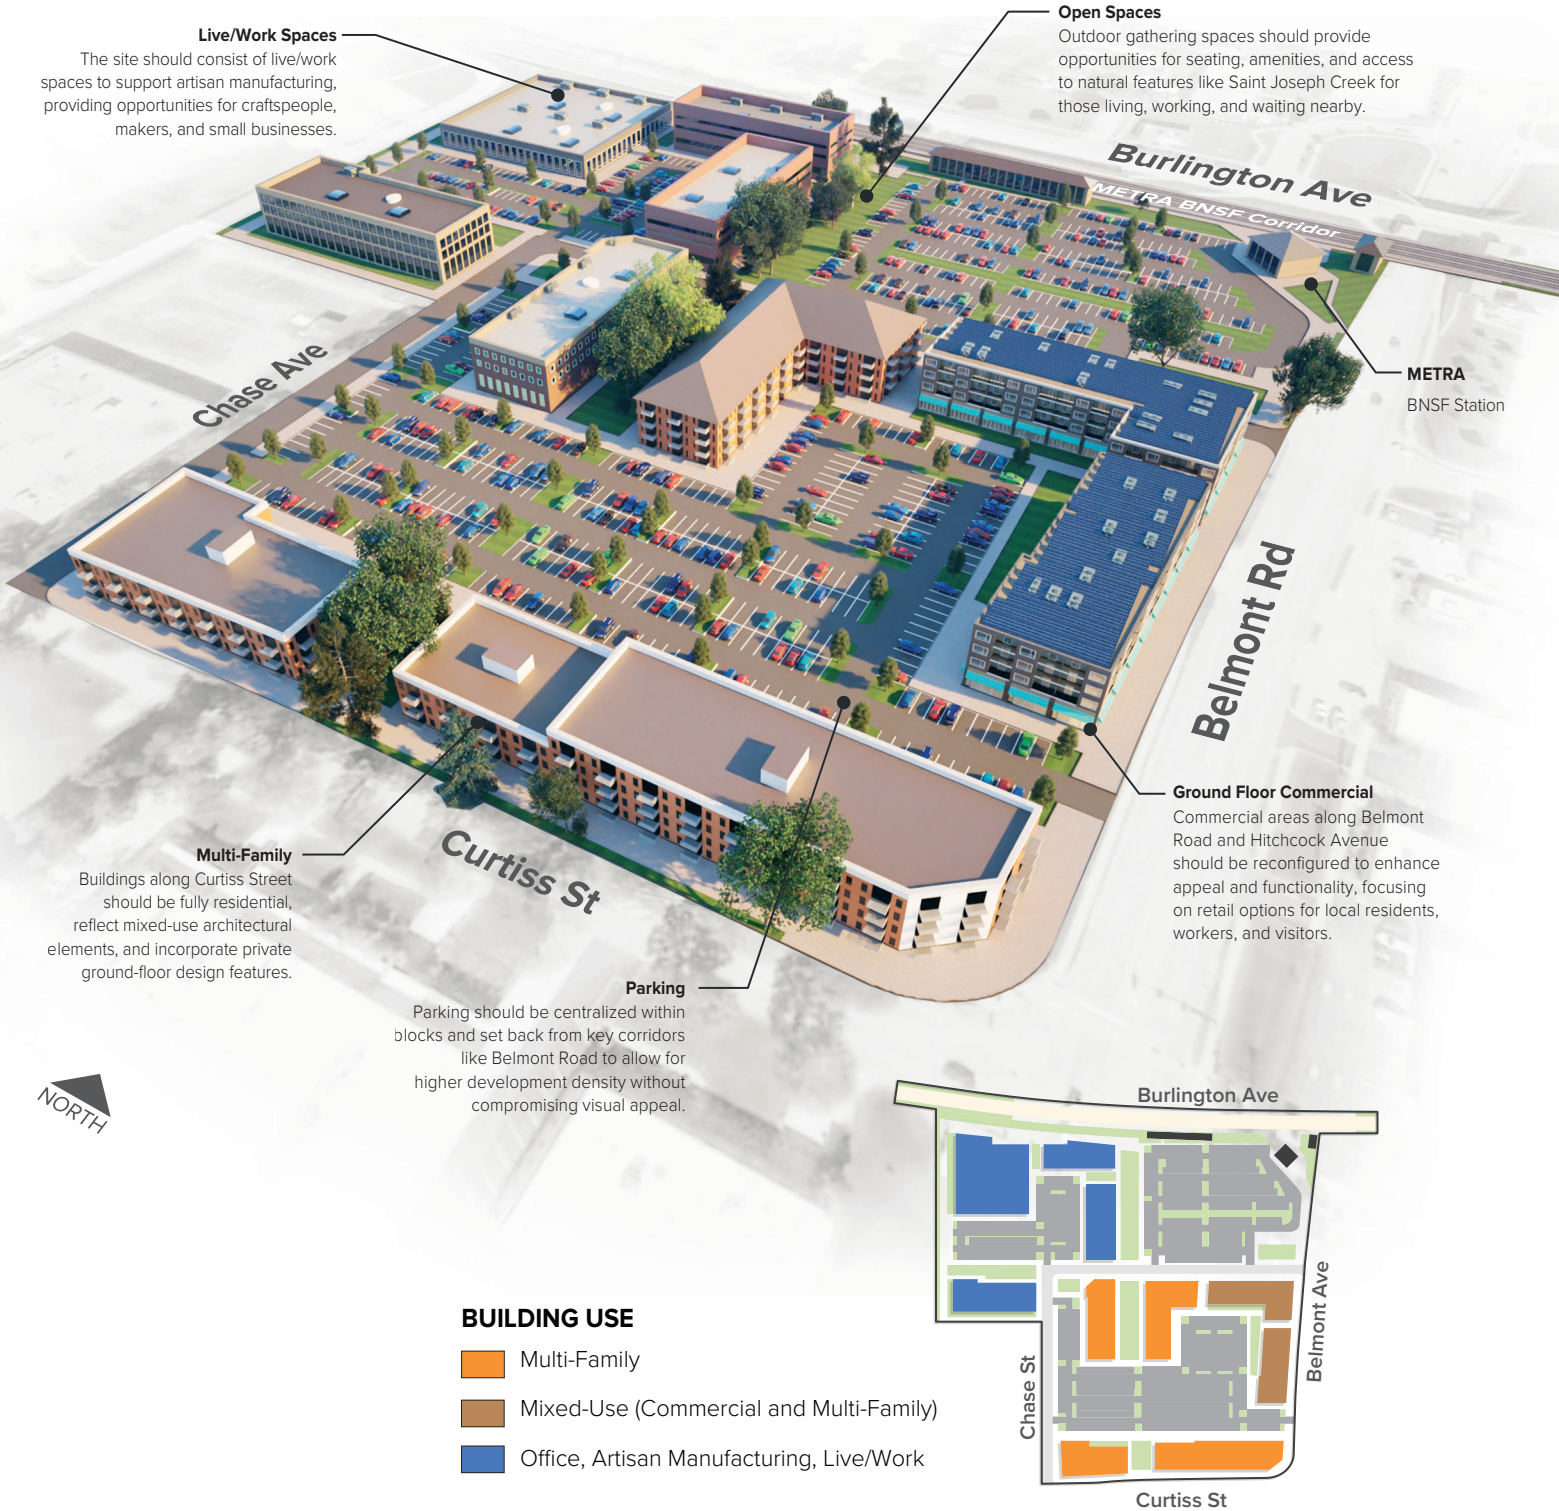 Live/Work Spaces
The site should consist of live/work
spaces to support artisan manufacturing,
providing opportunities for craftspeople,
makers, and small businesses.
Open Spaces
Outdoor gathering spaces should provide
opportunities for seating, amenities, and access
to natural features like Saint Joseph Creek for
those living, working, and waiting nearby.
Burlington Ave
METRA BNSF Corridor
METRA
BNSF Station
Chase Ave
Belmont Rd
Ground Floor Commercial
Commercial areas along Belmont
Road and Hitchcock Avenue
should be reconfigured to enhance
appeal and functionality, focusing
on retail options for local residents,
workers, and visitors.
Curtiss St
Multi-Family
Buildings along Curtiss Street
should be fully residential,
reflect mixed-use architectural
elements, and incorporate private
ground-floor design features.
Parking
Parking should be centralized within
blocks and set back from key corridors
like Belmont Road to allow for
higher development density without
compromising visual appeal.
NORTH
Burlington Ave
Belmont Ave
Chase St
Curtiss St
BUILDING USE
Multi-Family
Mixed-Use (Commercial and Multi-Family)
Office, Artisan Manufacturing, Live/Work